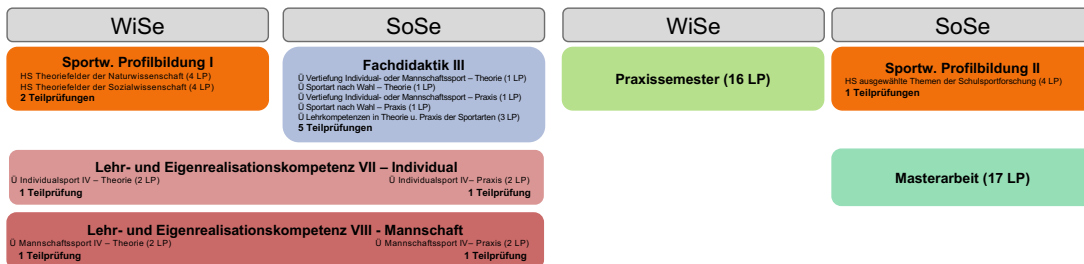 WiSe
SoSe
WiSe
SoSe
Sportw. Profilbildung I
HS Theoriefelder der Naturwissenschaft (4 LP)
HS Theoriefelder der Sozialwissenschaft (4 LP)
2 Teilprüfungen
Fachdidaktik III
Ü Vertiefung Individual- oder Mannschaftsport – Theorie (1 LP)
Ü Sportart nach Wahl – Theorie (1 LP)
Ü Vertiefung Individual- oder Mannschaftsport – Praxis (1 LP)
Ü Sportart nach Wahl – Praxis (1 LP)
Ü Lehrkompetenzen in Theorie u. Praxis der Sportarten (3 LP)
5 Teilprüfungen
Praxissemester (16 LP)
Sportw. Profilbildung II
HS ausgewählte Themen der Schulsportforschung (4 LP)
1 Teilprüfungen
Lehr- und Eigenrealisationskompetenz VII – Individual
Ü Individualsport IV – Theorie (2 LP)
1 Teilprüfung
Ü Individualsport IV– Praxis (2 LP)
1 Teilprüfung
Masterarbeit (17 LP)
Lehr- und Eigenrealisationskompetenz VIII - Mannschaft
Ü Mannschaftssport IV – Theorie (2 LP)
1 Teilprüfung
Ü Mannschaftssport IV– Praxis (2 LP)
1 Teilprüfung